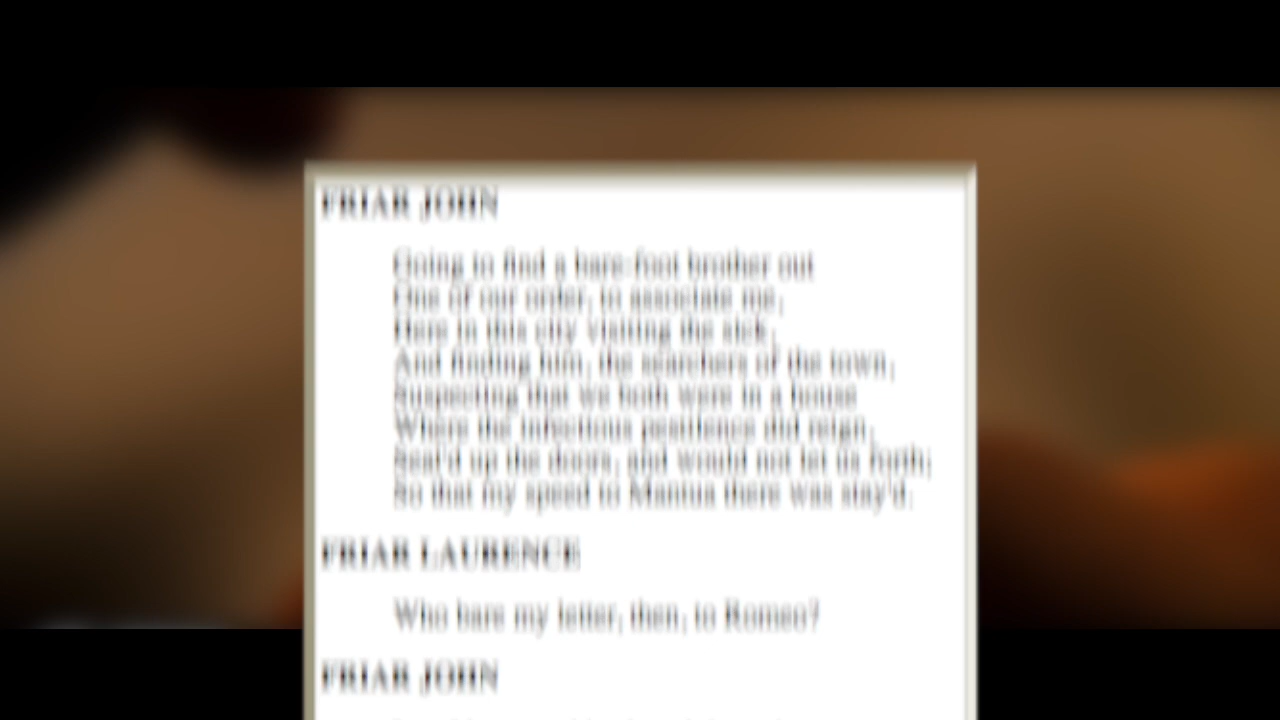 FRIAR JOHN
Going to find a bare-foot brother out
One of our order, to associate me,
Here in this city visiting the sick,
And finding him, the searchers of the town,
Suspecting that we both were in a house
Where the infectious pestilence did reign,
Seal'd up the doors, and would not let us forth;
So that my speed to Mantua there was stay'd.
FRIAR LAURENCE
Who bare my letter, then, to Romeo?
FRIAR JOHN